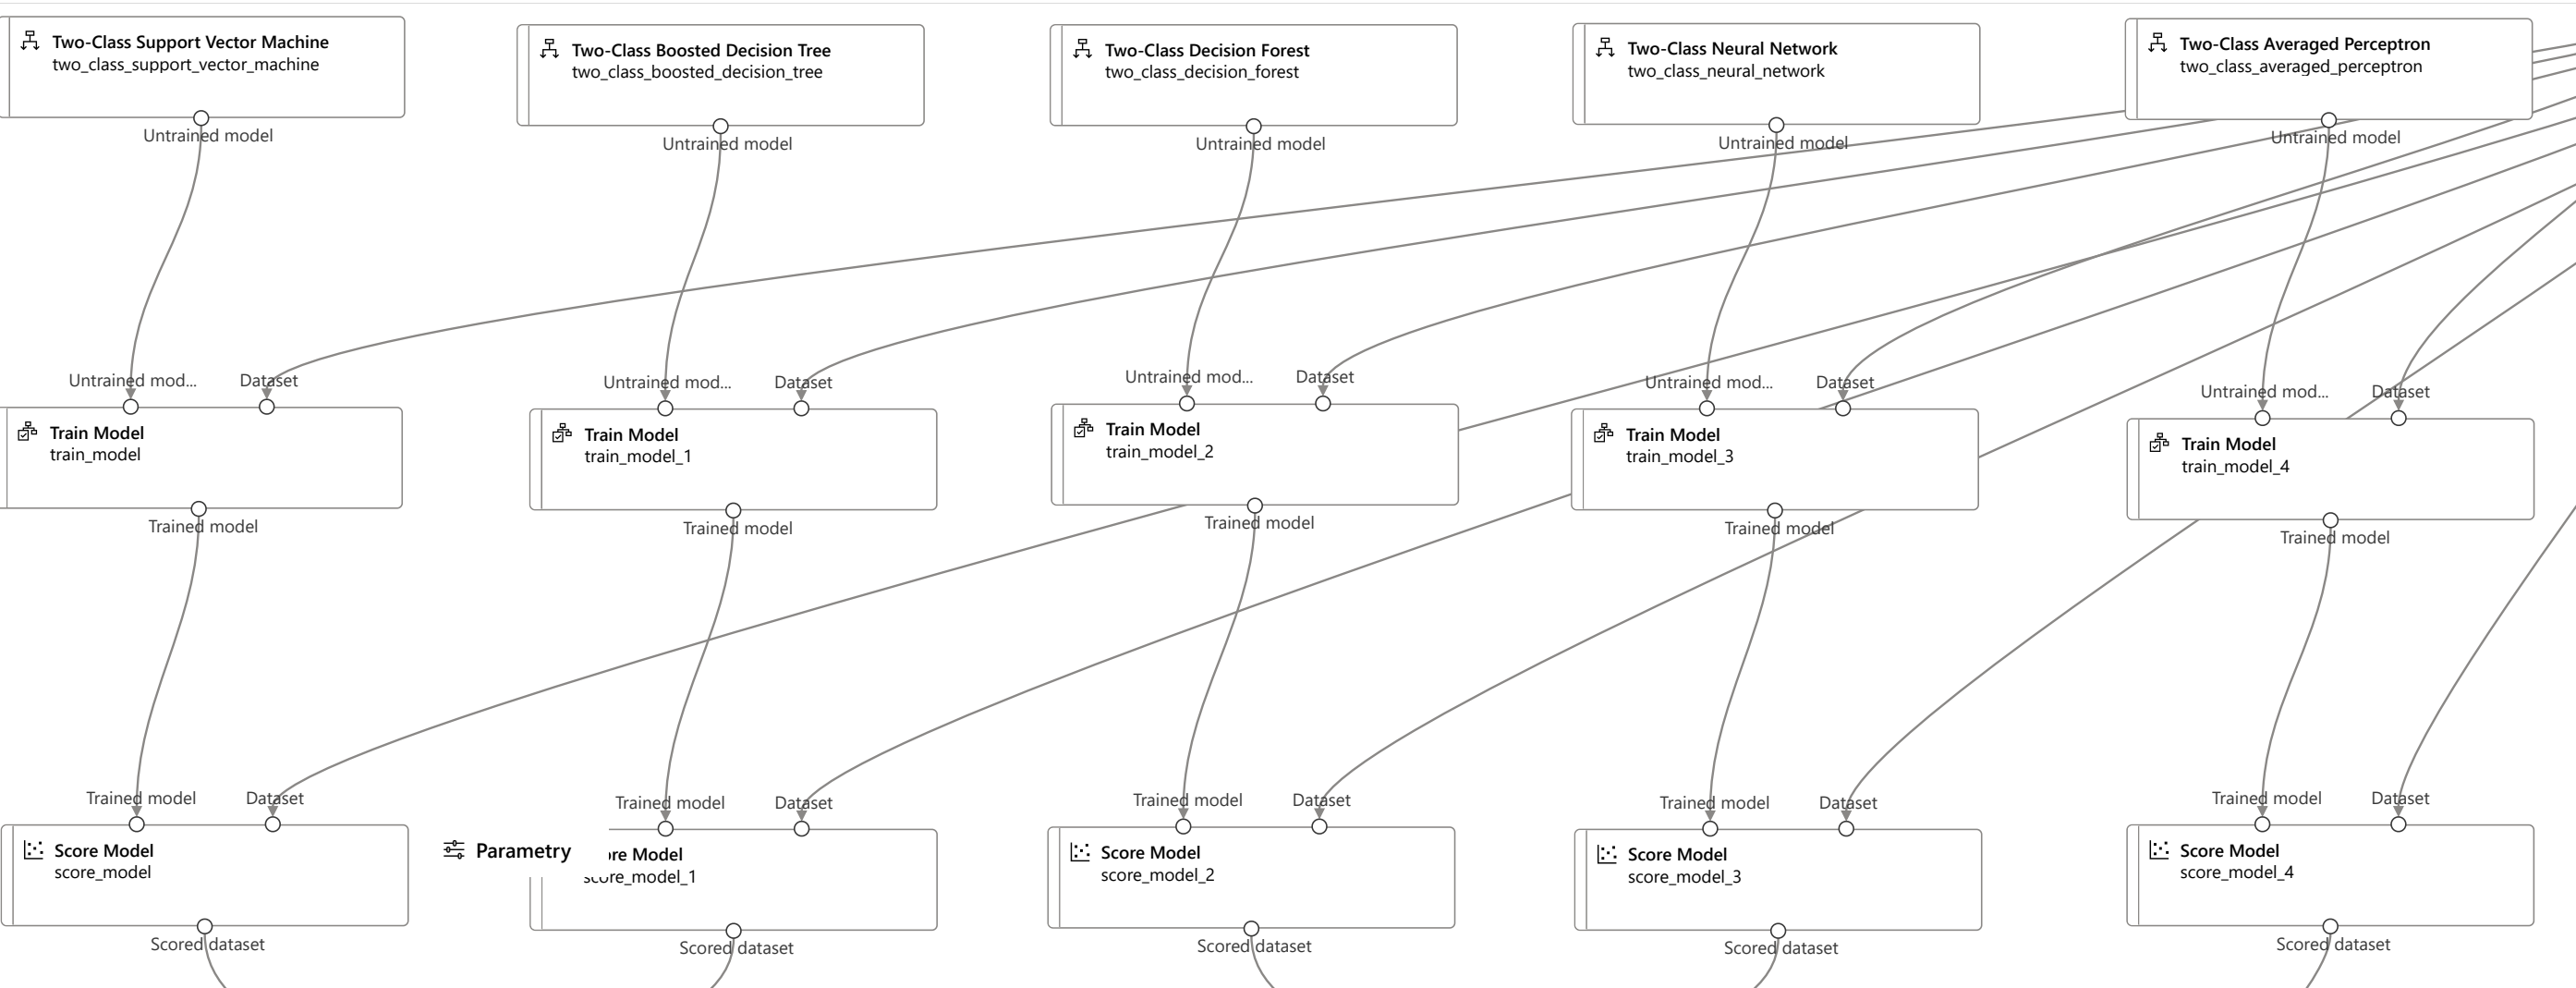 Two-Class Support Vector Machine
two_class_support_vector_machine
Untrained model
Two-Class Boosted Decision Tree
two_class_boosted_decision_tree
Untrained model
Two-Class Decision Forest
two_class_decision_forest
Untrained model
Two-Class Neural Network
two_class_neural_network
Untrained model
Two-Class Averaged Perceptron
two_class_averaged_perceptron
Untrained model
Untrained mod...
Dataset
Train Model
train_model
Trained model
Untrained mod...
Dataset
Train Model
train_model_1
Trained model
Untrained mod...
Dataset
Train Model
train_model_2
Trained model
Untrained mod...
Dataset
Train Model
train_model_3
Trained model
Untrained mod...
Dataset
Train Model
train_model_4
Trained model
Trained model
Dataset
Score Model
score_model
Scored dataset
Parametry
Trained model
Dataset
ore Model
score_model_1
Scored dataset
Trained model
Dataset
Score Model
score_model_2
Scored dataset
Trained model
Dataset
Score Model
score_model_3
Scored dataset
Trained model
Dataset
Score Model
score_model_4
Scored dataset